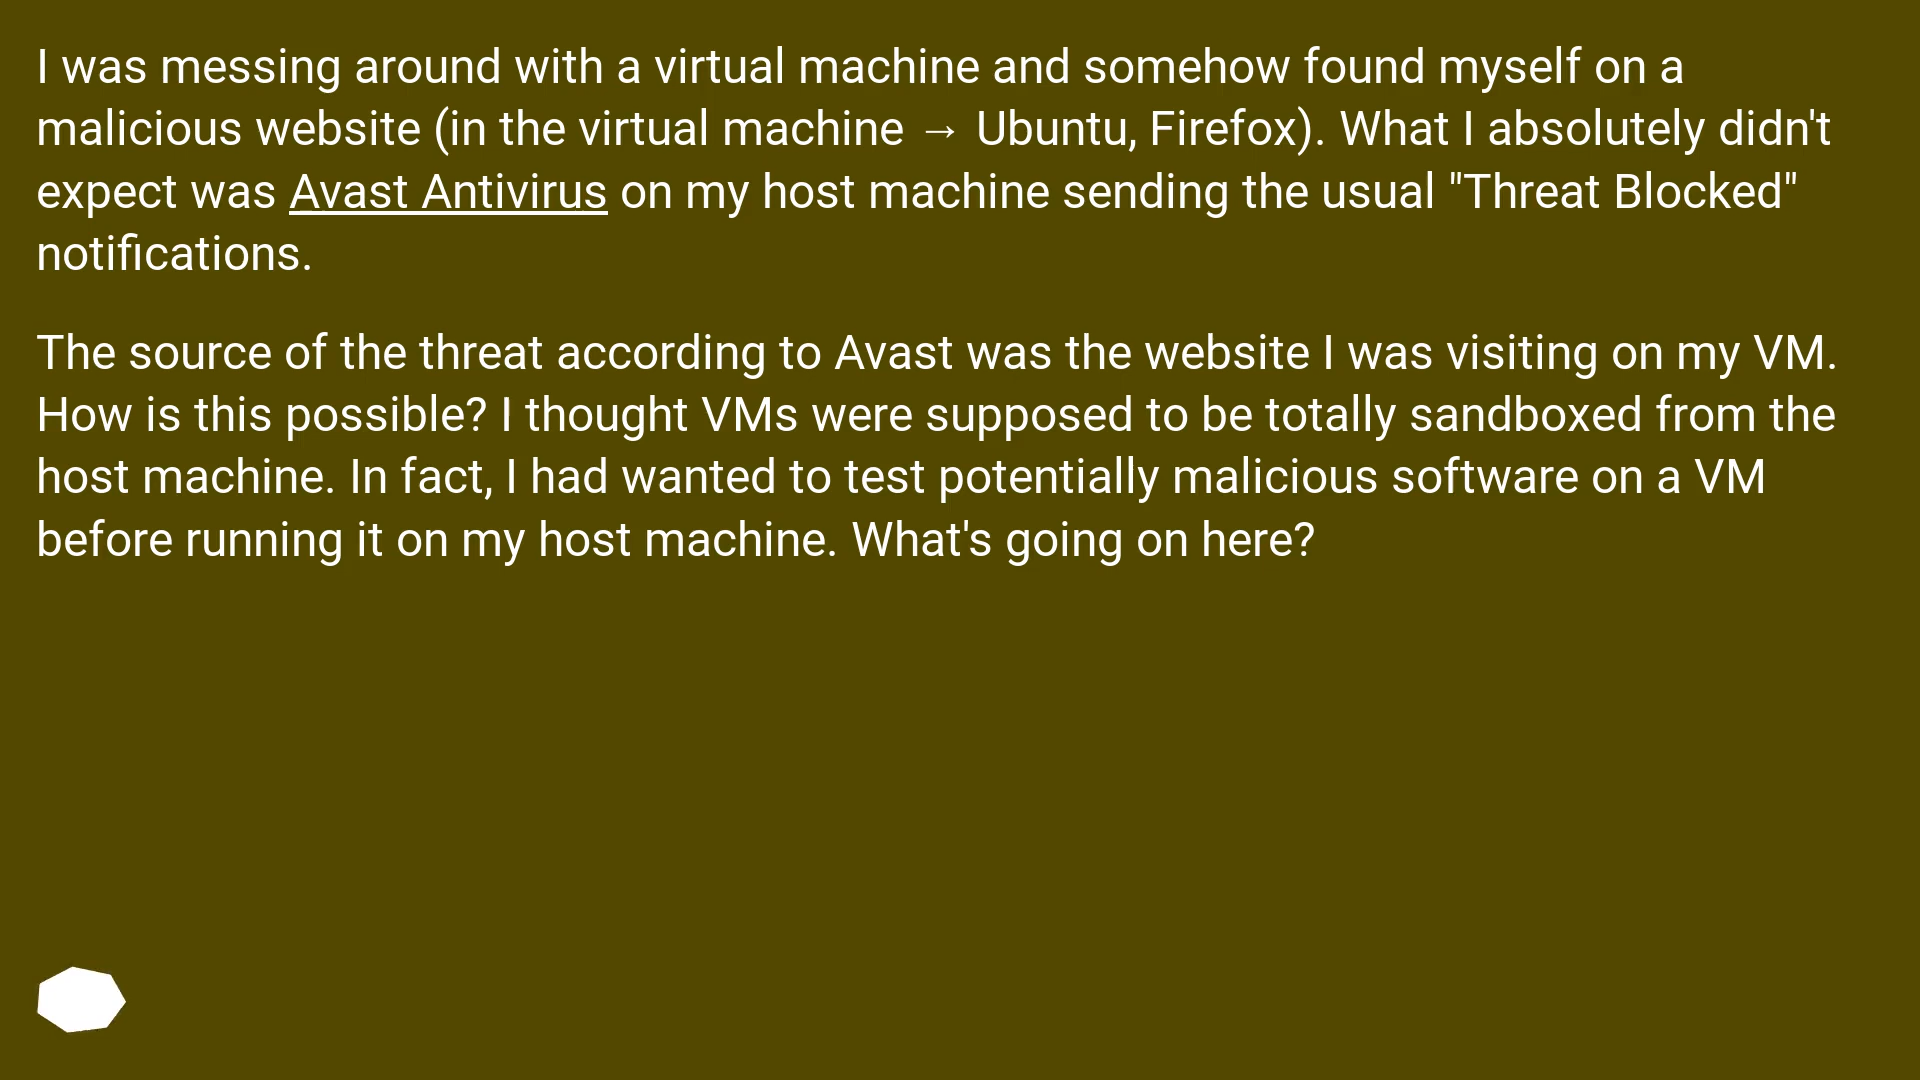 I was messing around with a virtual machine and somehow found myself on a
malicious website (in the virtual machine → Ubuntu, Firefox). What I absolutely didn't
expect was Avast Antivirus on my host machine sending the usual "Threat Blocked"
notifications.
The source of the threat according to Avast was the website I was visiting on my VM.
How is this possible? I thought VMs were supposed to be totally sandboxed from the
host machine. In fact, I had wanted to test potentially malicious software on a VM
before running it on my host machine. What's going on here?